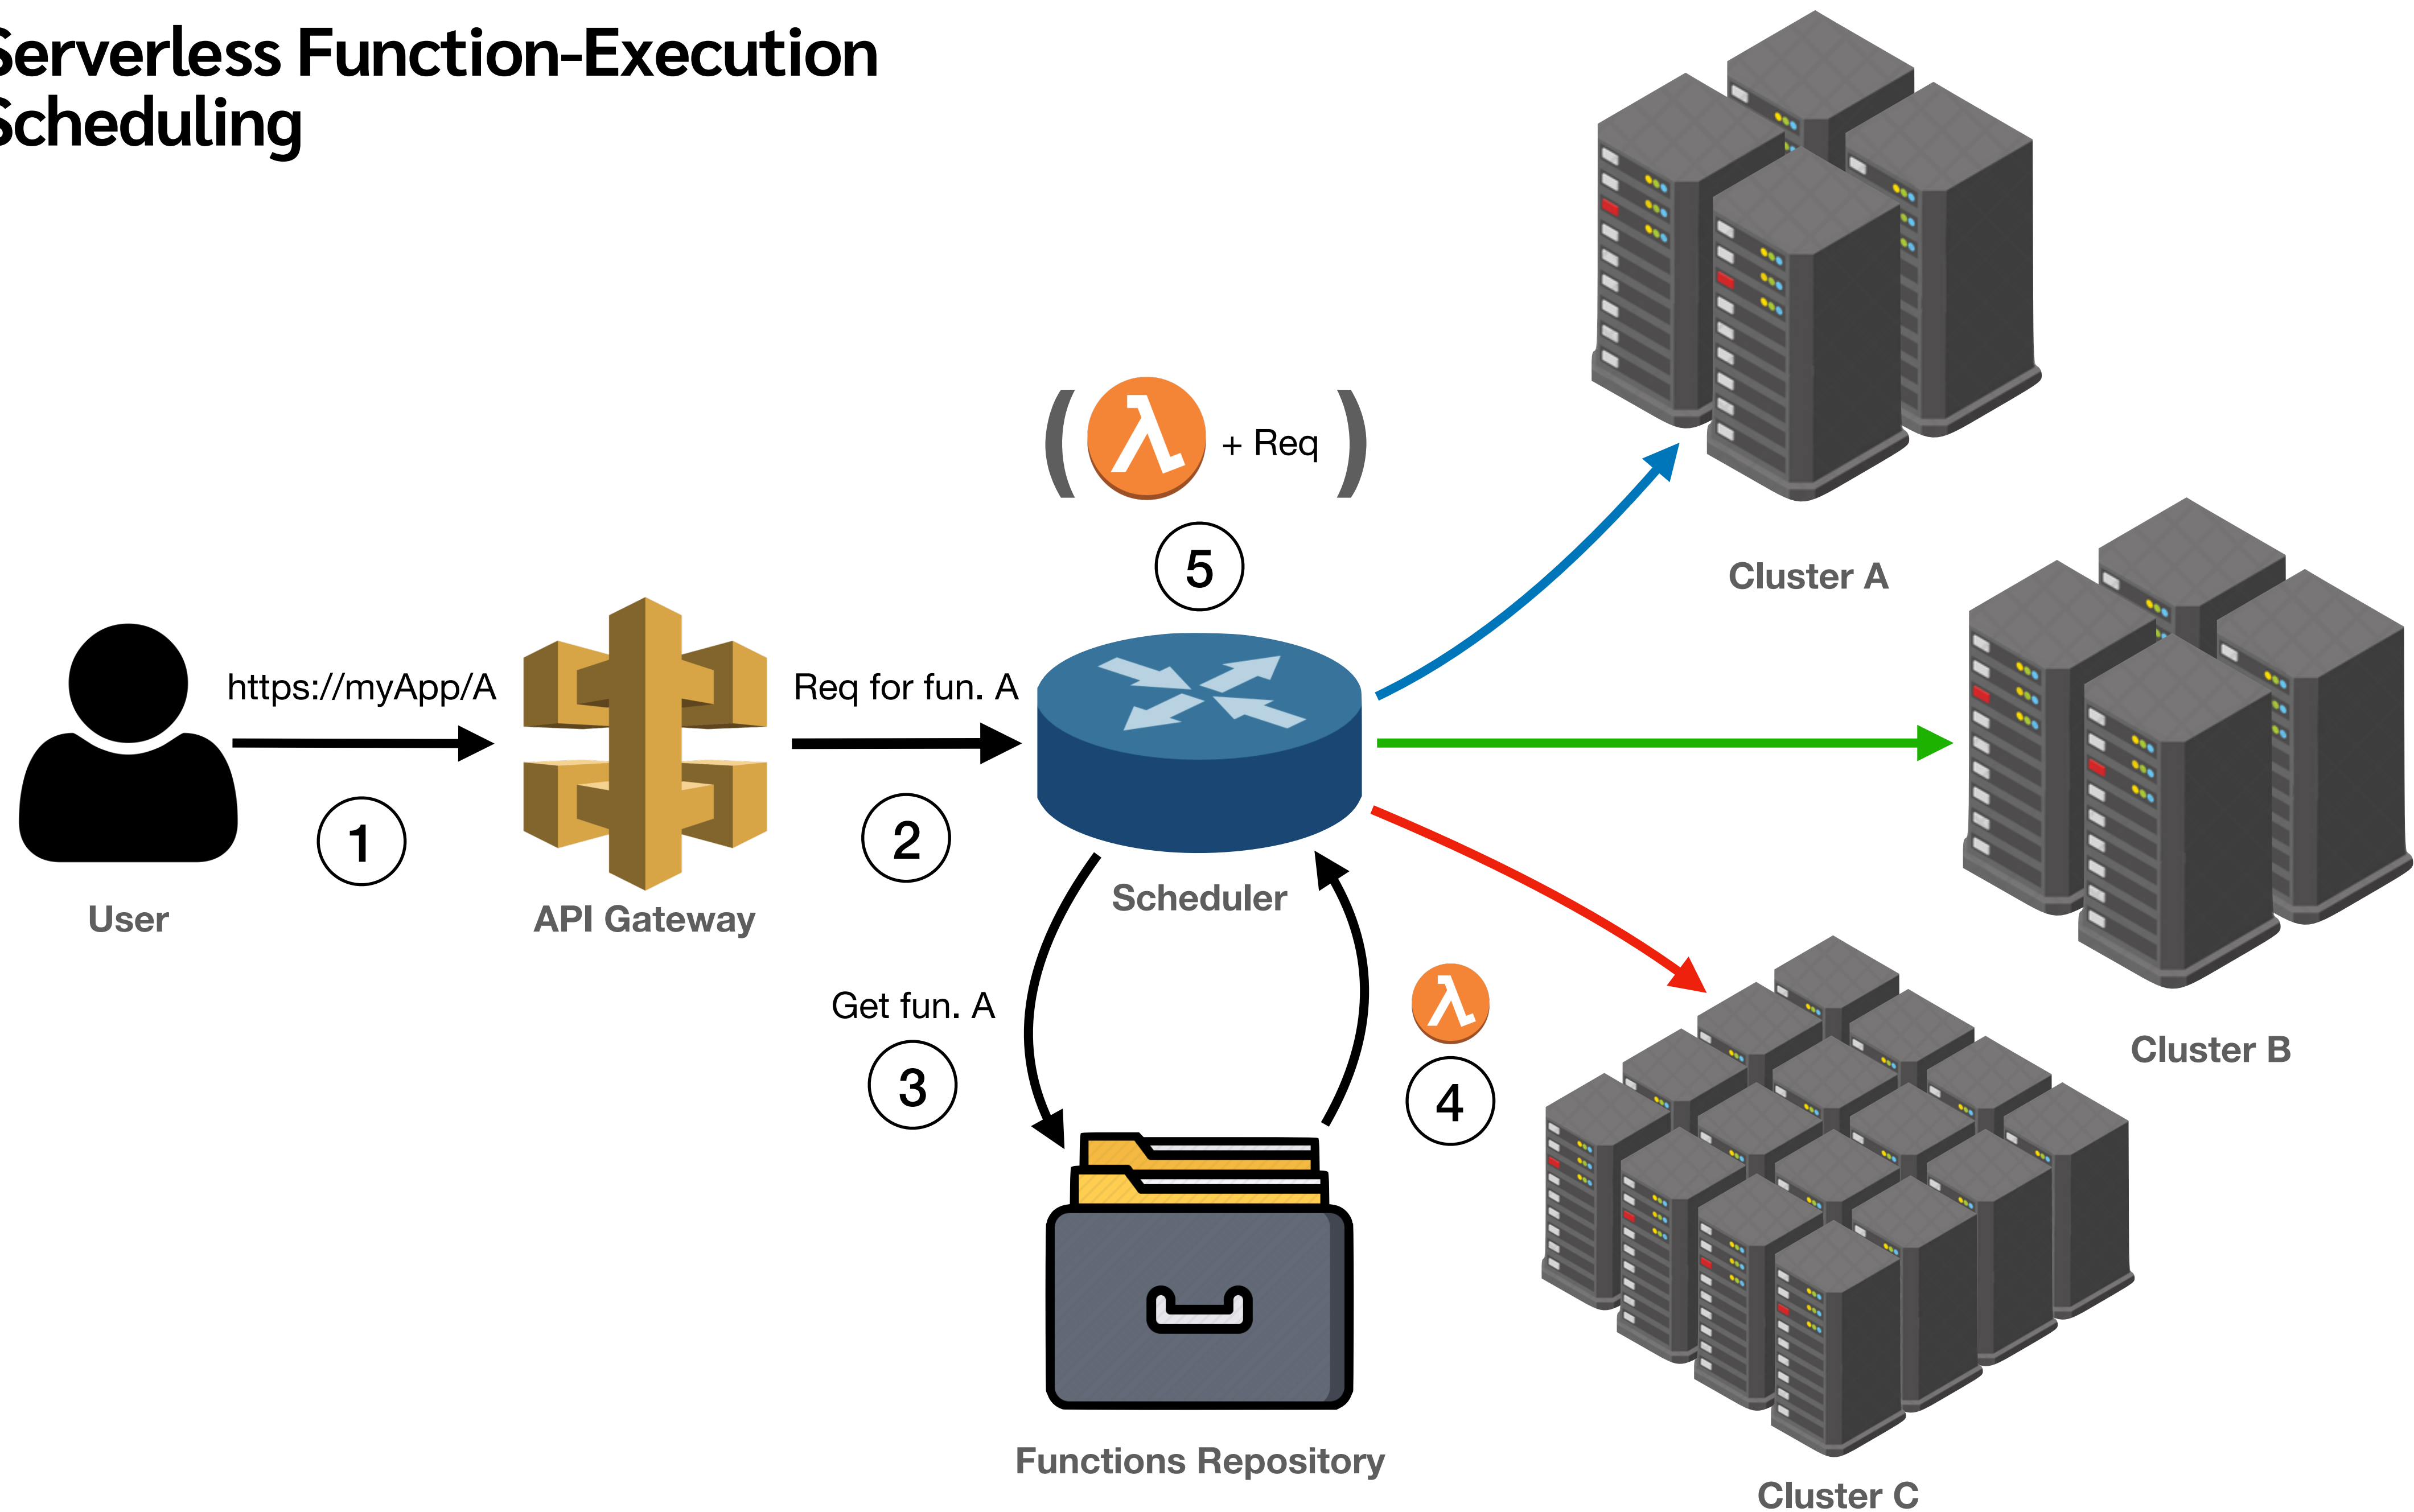 Serverless Function-Execution
Scheduling
( λ + Req )
5
Cluster A
https://myApp/A
Req for fun. A
1
2
User
API Gateway
Scheduler
Get fun. A
3
λ
4
Cluster B
Functions Repository
Cluster C